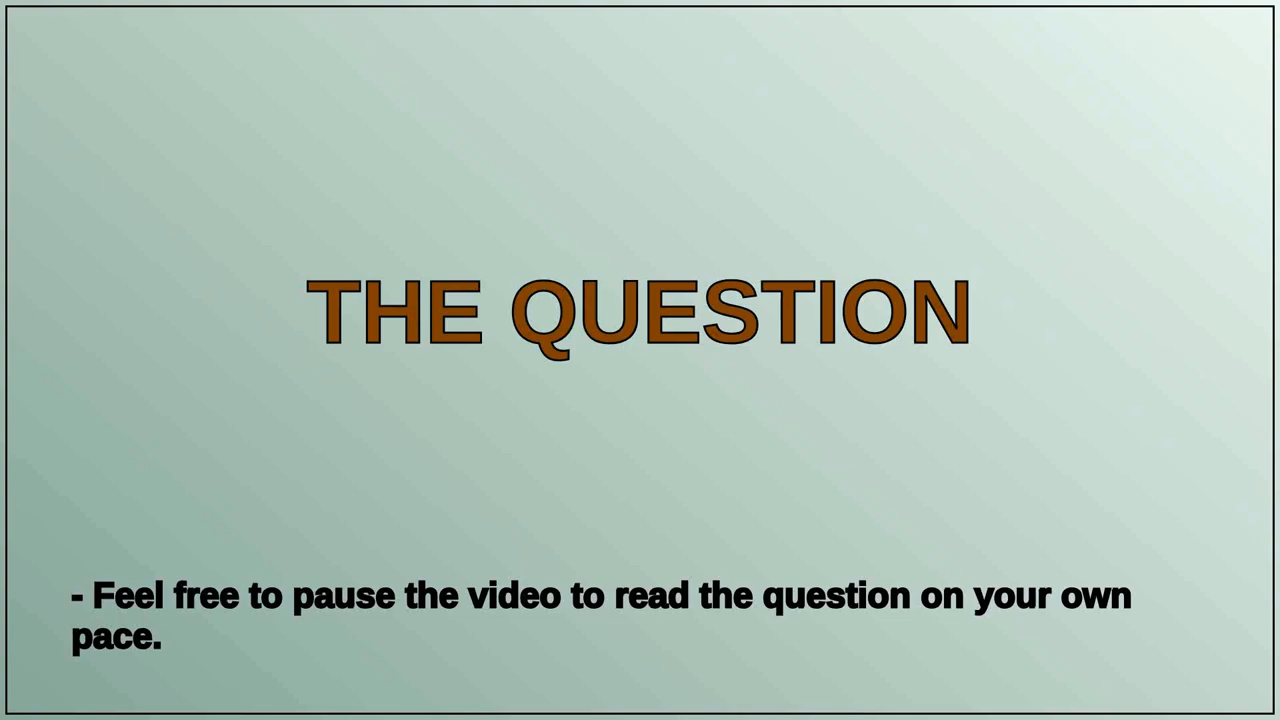 THE QUESTION
- Feel free to pause the video to read the question on your own
pace.